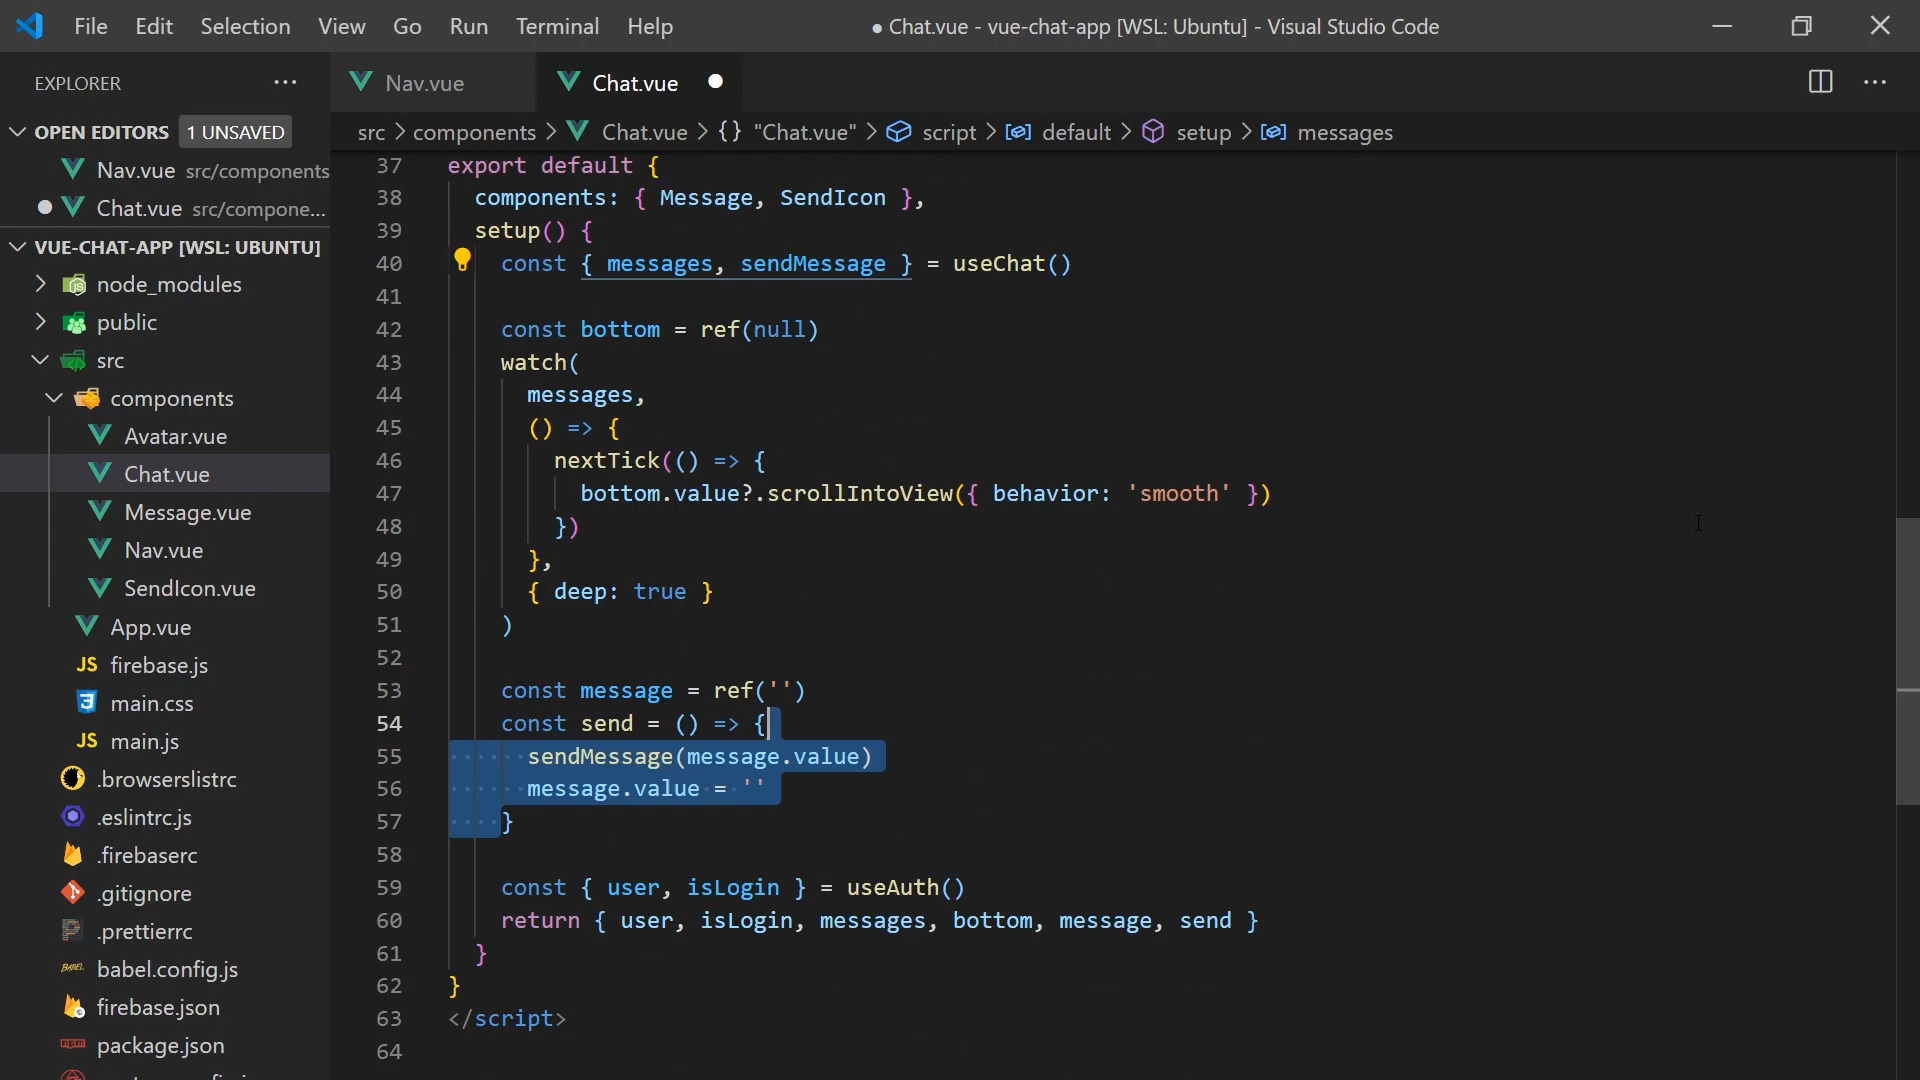 File Edit Selection View Go Run Terminal Help
● Chat.vue - vue-chat-app [WSL: Ubuntu] - Visual Studio Code
EXPLORER
Nav.vue
Chat.vue
OPEN EDITORS 1 UNSAVED
Nav.vue src/components
Chat.vue src/compone...
VUE-CHAT-APP [WSL: UBUNTU]
node_modules
public
src
components
Avatar.vue
Chat.vue
Message.vue
Nav.vue
SendIcon.vue
App.vue
JS firebase.js
main.css
JS main.js
.browserslistrc
.eslintrc.js
.firebaserc
.gitignore
.prettierrc
BABEL babel.config.js
firebase.json
package.json
src > components > Chat.vue > {} "Chat.vue" > script > default > setup > messages
37 export default {
38 components: { Message, SendIcon },
39 setup() {
40 const { messages, sendMessage } = useChat()
41
42 const bottom = ref(null)
43 watch(
44 messages,
45 () => {
46 nextTick(() => {
47 bottom.value?.scrollIntoView({ behavior: 'smooth' })
48 })
49 },
50 { deep: true }
51 )
52
53 const message = ref('')
54 const send = () => {
55 sendMessage(message.value)
56 message.value = ''
57 }
58
59 const { user, isLogin } = useAuth()
60 return { user, isLogin, messages, bottom, message, send }
61 }
62 }
63 </script>
64